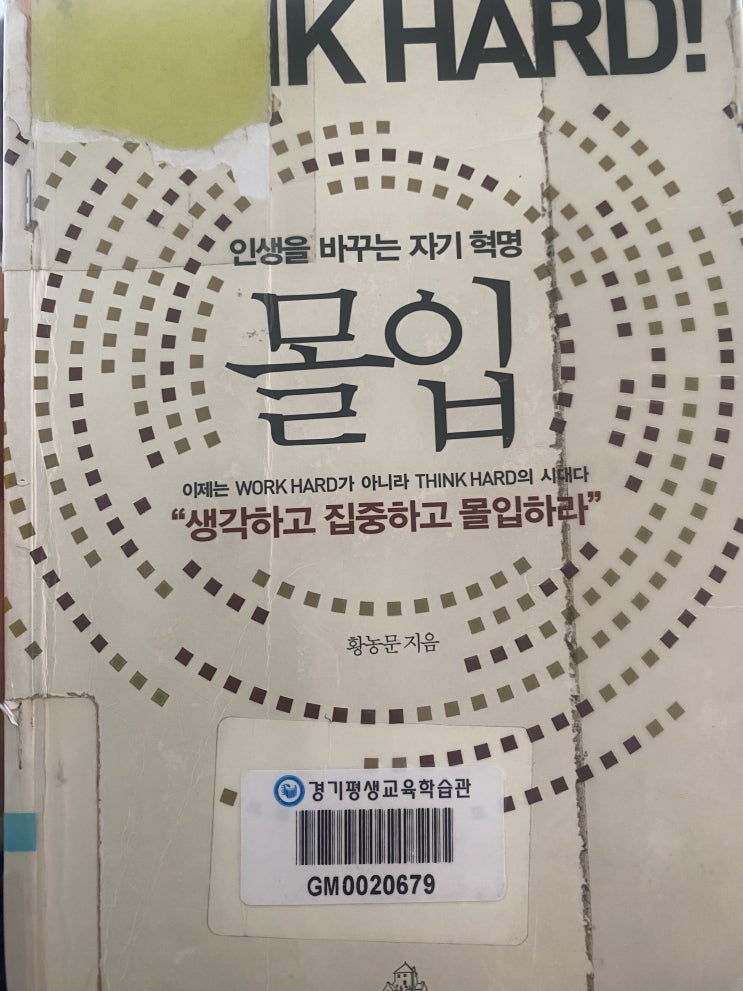 K HARD!
인생을 바꾸는 자기 혁명
몰입
이제는 WORK HARD가 아니라 THINK HARD의 시대다
“생각하고 집중하고 몰입하라”
황농문 지음
경기평생교육학습관
GM0020679